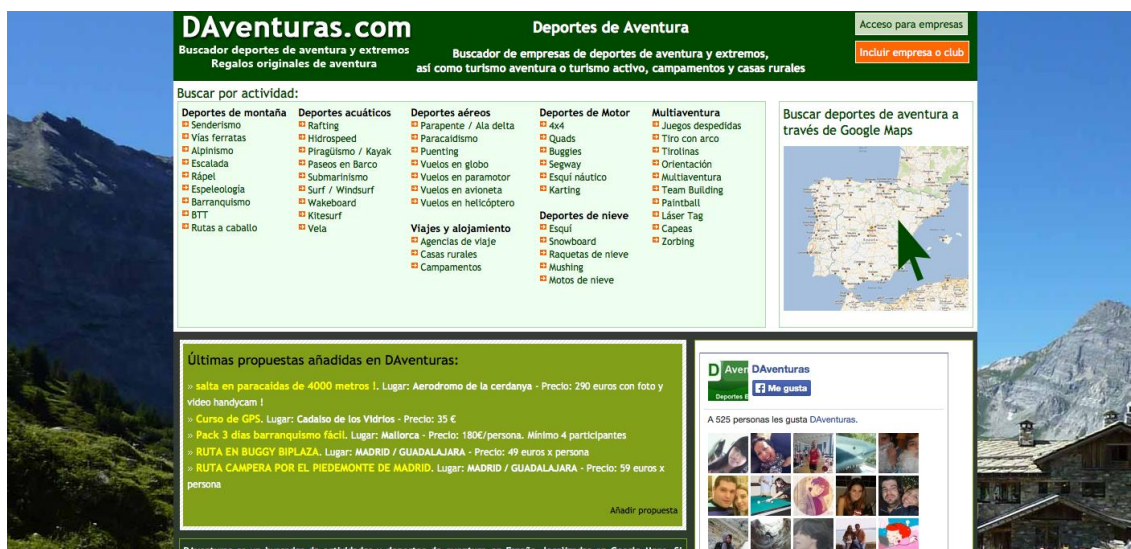 DAventuras.com
Buscador deportes de aventura y extremos
Regalos originales de aventura
Deportes de Aventura
Buscador de empresas de deportes de aventura y extremos,
así como turismo aventura o turismo activo, campamentos y casas rurales
Acceso para empresas
Incluir empresa o club
Buscar por actividad:
Deportes de montaña
Senderismo
Vías ferratas
Alpinismo
Escalada
Rápel
Espeleología
Barranquismo
BTT
Rutas a caballo
Deportes acuáticos
Rafting
Hidrospeed
Piragüismo / Kayak
Paseos en Barco
Submarinismo
Surf / Windsurf
Wakeboard
Kitesurf
Vela
Deportes aéreos
Parapente / Ala delta
Paracaidismo
Puenting
Vuelos en globo
Vuelos en paramotor
Vuelos en avioneta
Vuelos en helicóptero
Viajes y alojamiento
Agencias de viaje
Casas rurales
Campamentos
Deportes de Motor
4x4
Quads
Buggies
Segway
Esquí náutico
Karting
Deportes de nieve
Esquí
Snowboard
Raquetas de nieve
Mushing
Motos de nieve
Multiaventura
Juegos despedidas
Tiro con arco
Tirolinas
Orientación
Multiaventura
Team Building
Paintball
Láser Tag
Capeas
Zorbing
Buscar deportes de aventura a
través de Google Maps
Últimas propuestas añadidas en DAventuras:
» salta en paracaidas de 4000 metros !. Lugar: Aerodromo de la cerdanya - Precio: 290 euros con foto y
video handycam !
» Curso de GPS. Lugar: Cadalso de los Vidrios - Precio: 35 €
» Pack 3 días barranquismo fácil. Lugar: Mallorca - Precio: 180€/persona. Mínimo 4 participantes
» RUTA EN BUGGY BIPLAZA. Lugar: MADRID / GUADALAJARA - Precio: 49 euros x persona
» RUTA CAMPERA POR EL PIEDEMONTE DE MADRID. Lugar: MADRID / GUADALAJARA - Precio: 59 euros x
persona
Añadir propuesta
D Aven
Deportes E
DAventuras
Me gusta
A 525 personas les gusta DAventuras.